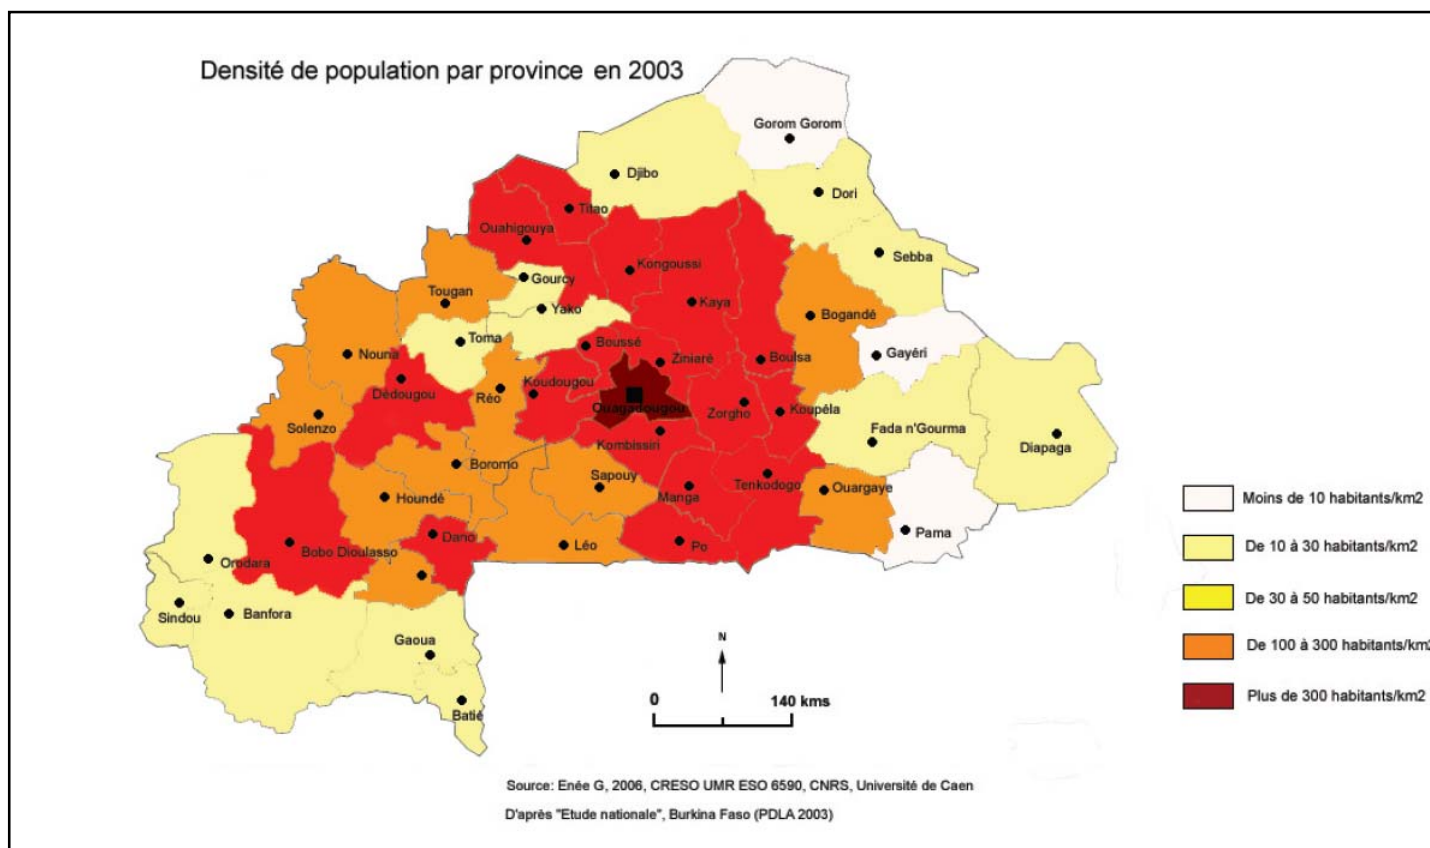 Densité de population par province en 2003
Gorom Gorom
Djibo
Dori
Titao
Ouahigouya
Sebba
Kongoussi
Gourcy
Tougan
Kaya
Yako
Bogandé
Toma
Boussé
Nouna
Ziniaré
Boulsa
Gayéri
Dédougou
Réo
Koudougou
Ouagadougou
Zorgho
Koupéla
Solenzo
Fada n'Gourma
Kombissiri
Diapaga
Boromo
Sapouy
Tenkodogo
Houndé
Manga
Ouargaye
Pama
Dano
Léo
Po
Bobo Dioulasso
Orodara
Sindou
Banfora
Gaoua
Batié
N
0 140 kms
Moins de 10 habitants/km2
De 10 à 30 habitants/km2
De 30 à 50 habitants/km2
De 100 à 300 habitants/km2
Plus de 300 habitants/km2
Source: Enée G, 2006, CRESO UMR ESO 6590, CNRS, Université de Caen
D'après "Etude nationale", Burkina Faso (PDLA 2003)